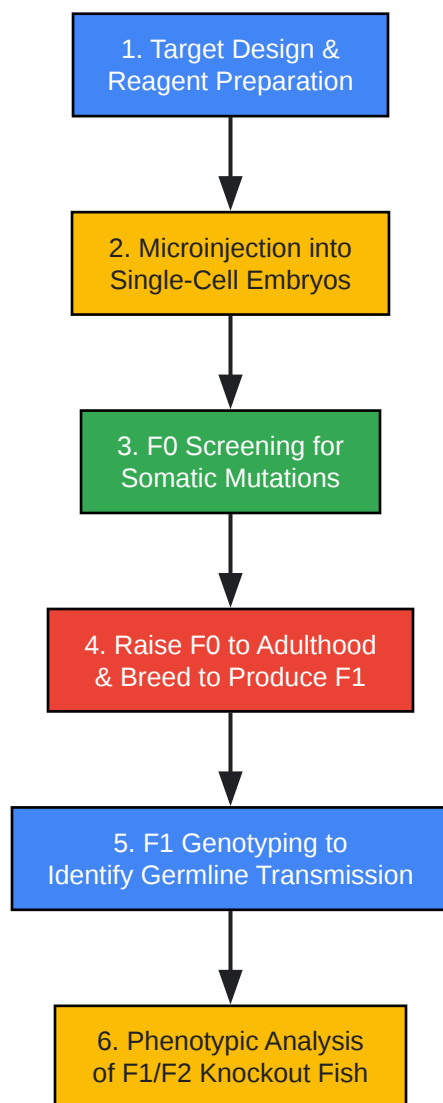 1. Target Design &
Reagent Preparation
2. Microinjection into
Single-Cell Embryos
3. F0 Screening for
Somatic Mutations
4. Raise F0 to Adulthood
& Breed to Produce F1
5. F1 Genotyping to
Identify Germline Transmission
6. Phenotypic Analysis
of F1/F2 Knockout Fish